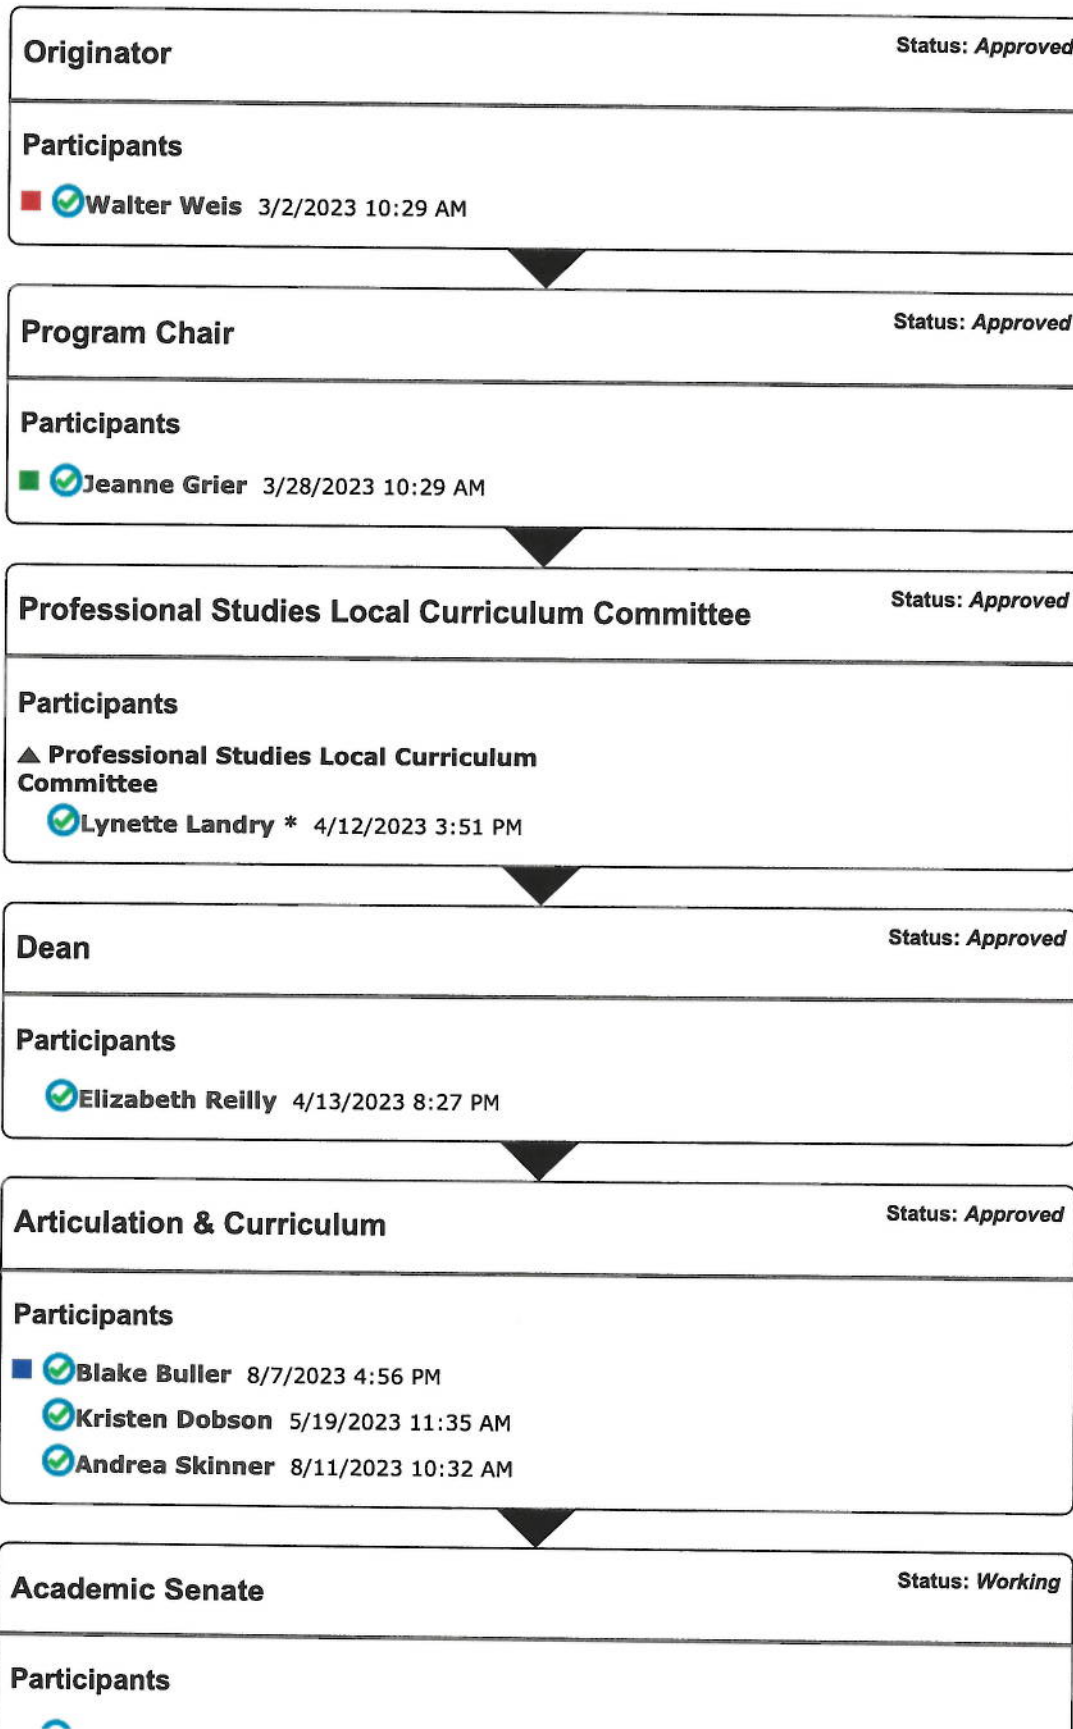 Originator
Status: Approved
Participants
Walter Weis 3/2/2023 10:29 AM
Program Chair
Status: Approved
Participants
Jeanne Grier 3/28/2023 10:29 AM
Professional Studies Local Curriculum Committee
Status: Approved
Participants
Professional Studies Local Curriculum
Committee
Lynette Landry * 4/12/2023 3:51 PM
Dean
Status: Approved
Participants
Elizabeth Reilly 4/13/2023 8:27 PM
Articulation & Curriculum
Status: Approved
Participants
Blake Buller 8/7/2023 4:56 PM
Kristen Dobson 5/19/2023 11:35 AM
Andrea Skinner 8/11/2023 10:32 AM
Academic Senate
Status: Working
Participants